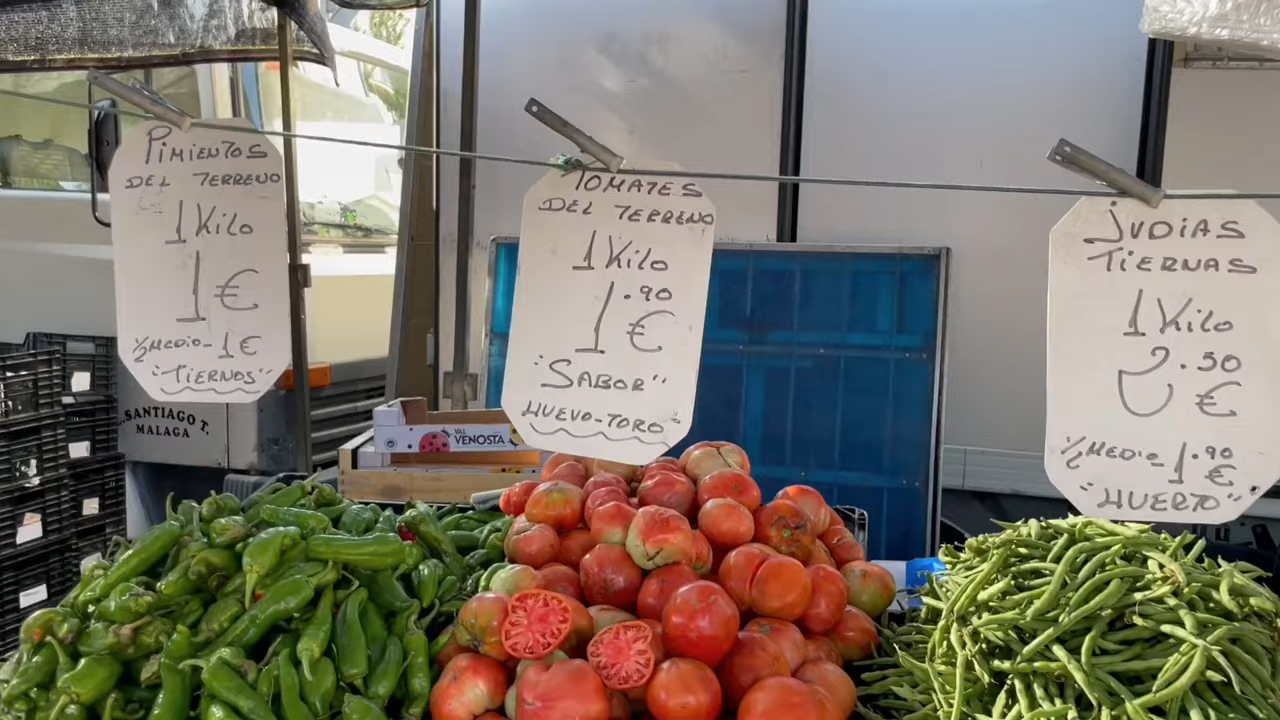 PIMIENTOS
DEL TERRENO
1 Kilo
1 €
1/2 MEDIO - 1 €
"TIERNOS"
TOMATES
DEL TERRENO
1 Kilo
1.90
€
"SABOR"
HUEVO-TORO"
JUDIAS
TIERNAS
1 Kilo
2.50
€
1/2 MEDIO - 1.90
€
"HUERTO"
SANTIAGO T.
MALAGA
VAL
VENOSTA